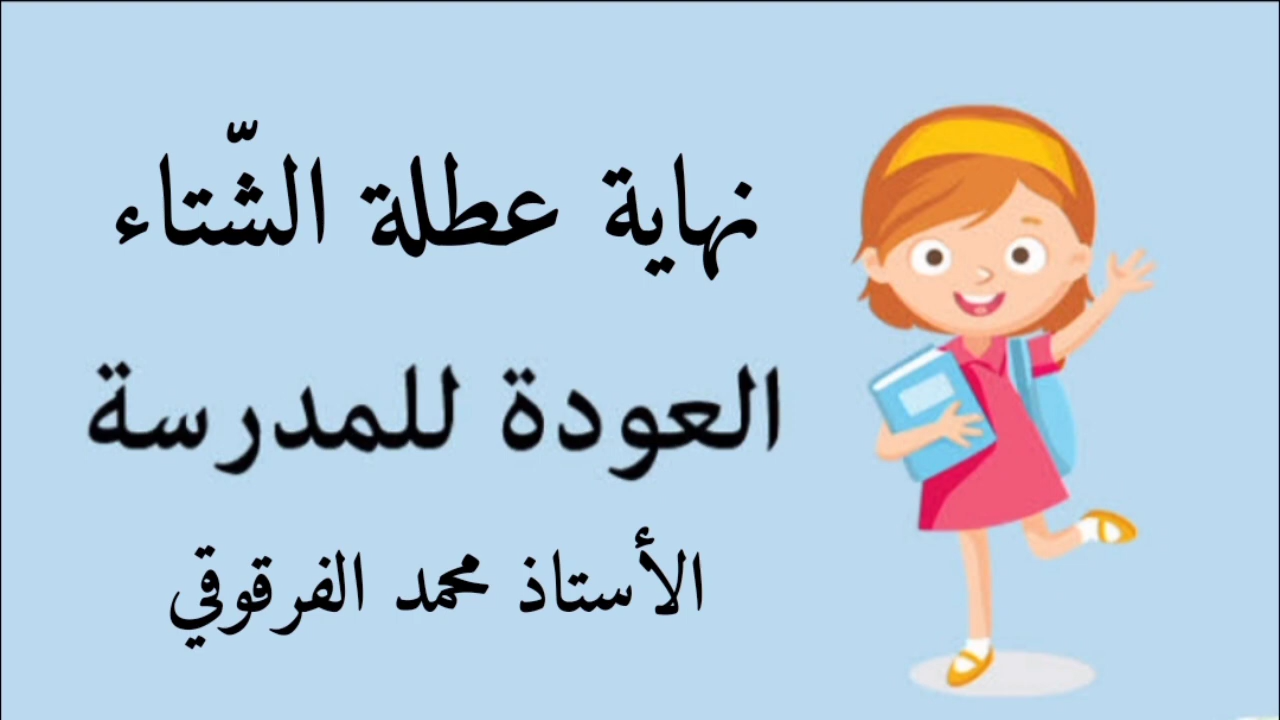 نهاية عطلة الشّتاء
العودة للمدرسة
الأستاذ محمد الفرقوقي